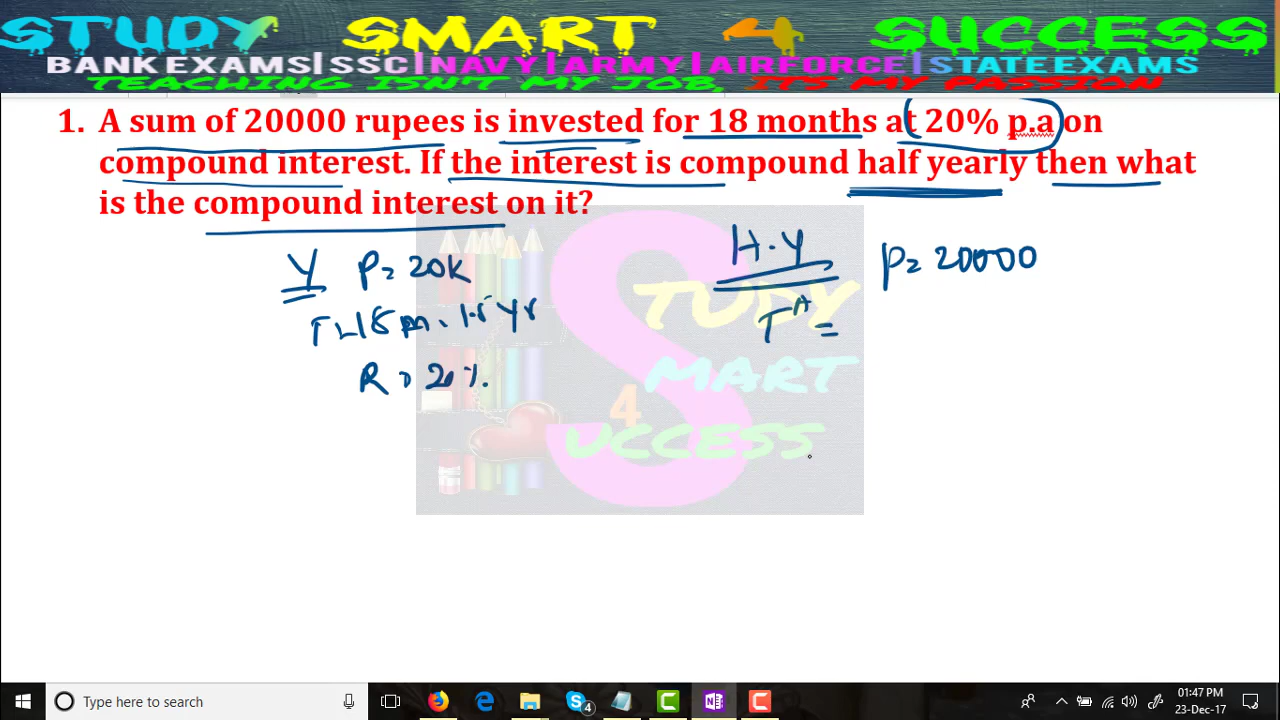 STUDY SMART 4 SUCCESS
BANK EXAMS|SSC|NAVY|ARMY|AIRFORCE|STATE EXAMS
TEACHING ISN'T MY JOB, IT'S MY PASSION
1. A sum of 20000 rupees is invested for 18 months at 20% p.a on
compound interest. If the interest is compound half yearly then what
is the compound interest on it?
Y P = 20K
T = 18 m = 1.5 yr
R = 20%
H.Y P = 20000
T =
STUDY
SMART
4
UCCESS
Type here to search
4
01:47 PM
23-Dec-17